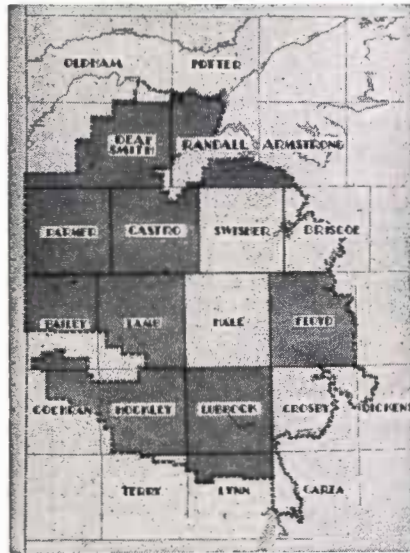 OLDHAM POTTER
DEAF SMITH RANDALL ARMSTRONG
PARMER CASTRO SWISHER BRISCOE
BAILEY LAMB HALE FLOYD
COCHRAN HOCKLEY LUBBOCK CROSBY DICKENS
TERRY LYNN GARZA